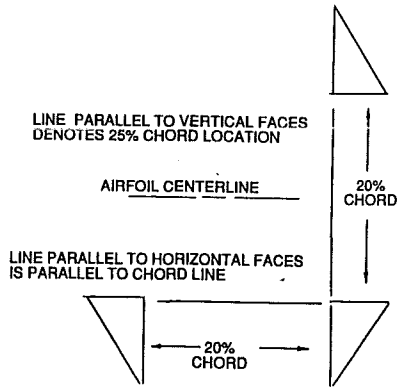 LINE PARALLEL TO VERTICAL FACES
DENOTES 25% CHORD LOCATION
AIRFOIL CENTERLINE
20%
CHORD
LINE PARALLEL TO HORIZONTAL FACES
IS PARALLEL TO CHORD LINE
20%
CHORD